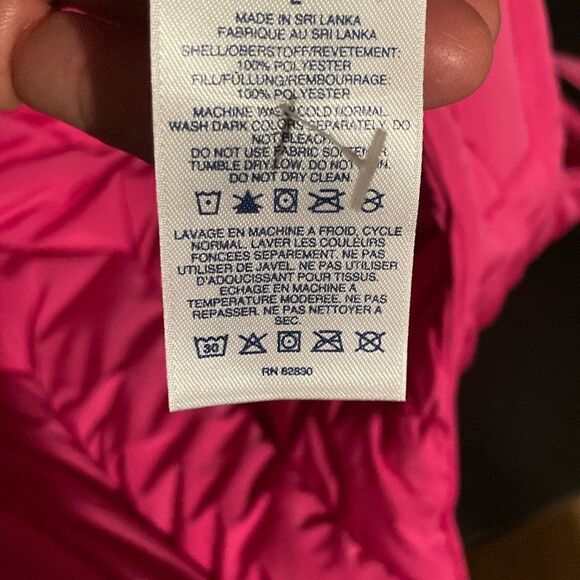 MADE IN SRI LANKA
FABRIQUE AU SRI LANKA
SHELL/OBERSTOFF/REVETEMENT:
100% POLYESTER
FILL/FÜLLUNG/REMBOURRAGE:
100% POLYESTER
MACHINE WASH COLD NORMAL
WASH DARK COLORS SEPARATELY. DO
NOT BLEACH.
DO NOT USE FABRIC SOFTENER.
TUMBLE DRY LOW. DO NOT IRON.
DO NOT DRY CLEAN.
LAVAGE EN MACHINE A FROID, CYCLE
NORMAL. LAVER LES COULEURS
FONCEES SEPAREMENT. NE PAS
UTILISER DE JAVEL. NE PAS UTILISER
D'ADOUCISSANT POUR TISSUS.
ECHAGE EN MACHINE A
TEMPERATURE MODEREE. NE PAS
REPASSER. NE PAS NETTOYER A
SEC
30
RN 82830